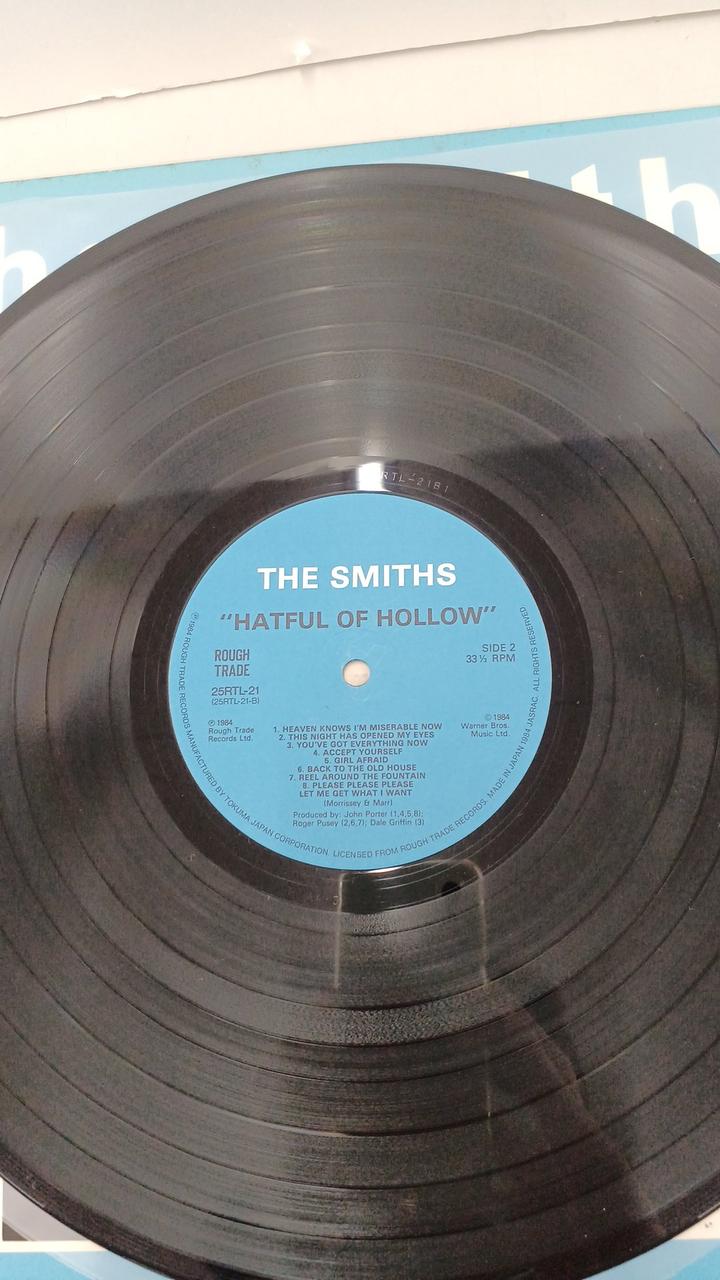 th
RTL-21B1
THE SMITHS
"HATFUL OF HOLLOW"
ROUGH
TRADE
SIDE 2
33⅓ RPM
25RTL-21
(25RTL-21-B)
℗ 1984
Rough Trade
Records Ltd.
© 1984
Warner Bros.
Music Ltd.
1. HEAVEN KNOWS I'M MISERABLE NOW
2. THIS NIGHT HAS OPENED MY EYES
3. YOU'VE GOT EVERYTHING NOW
4. ACCEPT YOURSELF
5. GIRL AFRAID
6. BACK TO THE OLD HOUSE
7. REEL AROUND THE FOUNTAIN
8. PLEASE PLEASE PLEASE
LET ME GET WHAT I WANT
(Morrissey & Marr)
Produced by: John Porter (1,4,5,8);
Roger Pusey (2,6,7); Dale Griffin (3)
℗ 1984 ROUGH TRADE RECORDS MANUFACTURED BY TOKUMA JAPAN CORPORATION. LICENSED FROM ROUGH TRADE RECORDS. MADE IN JAPAN 1984 JASRAC. ALL RIGHTS RESERVED